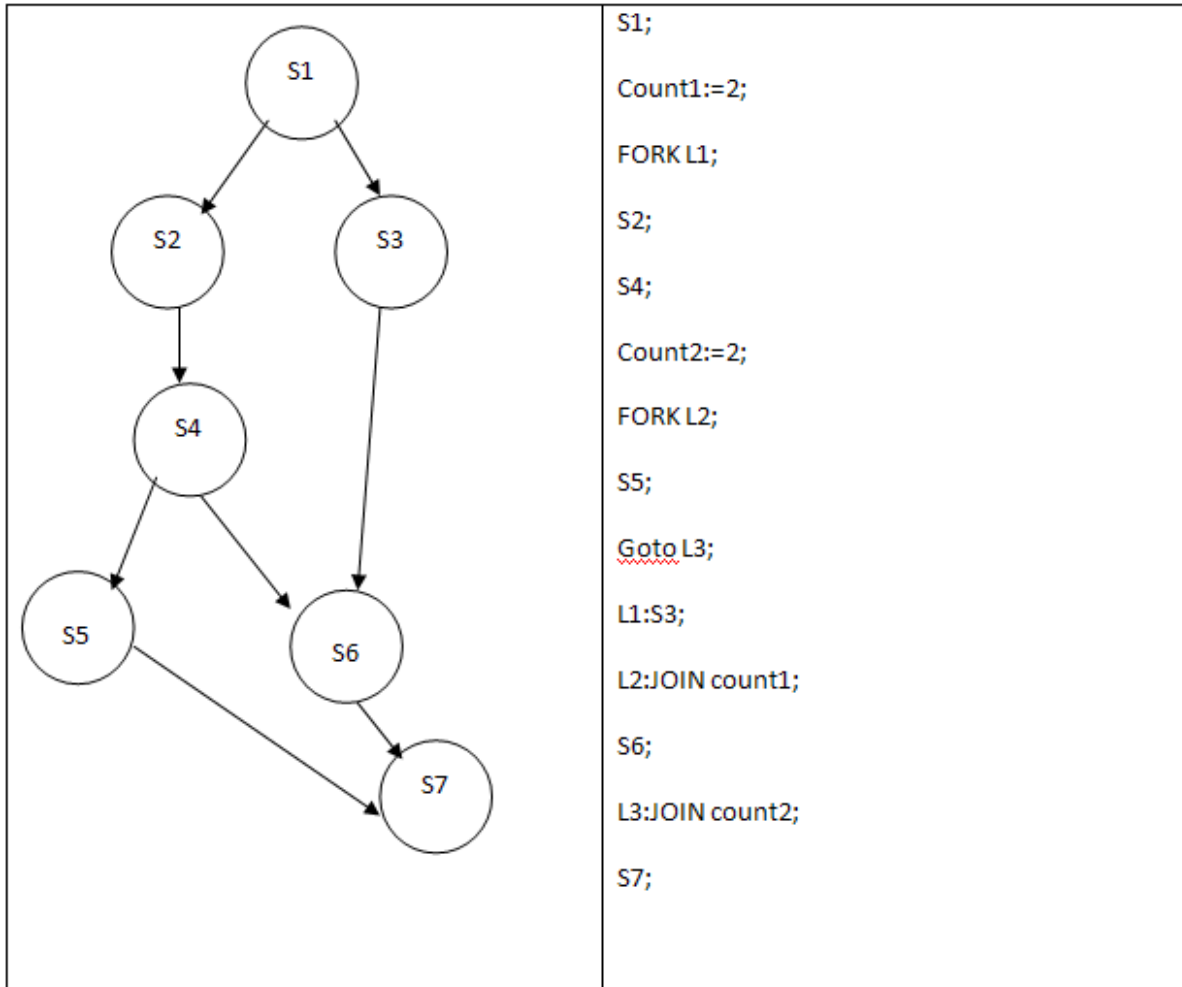 S1
S2
S3
S4
S5
S6
S7
S1;
Count1:=2;
FORK L1;
S2;
S4;
Count2:=2;
FORK L2;
S5;
Goto L3;
L1:S3;
L2:JOIN count1;
S6;
L3:JOIN count2;
S7;